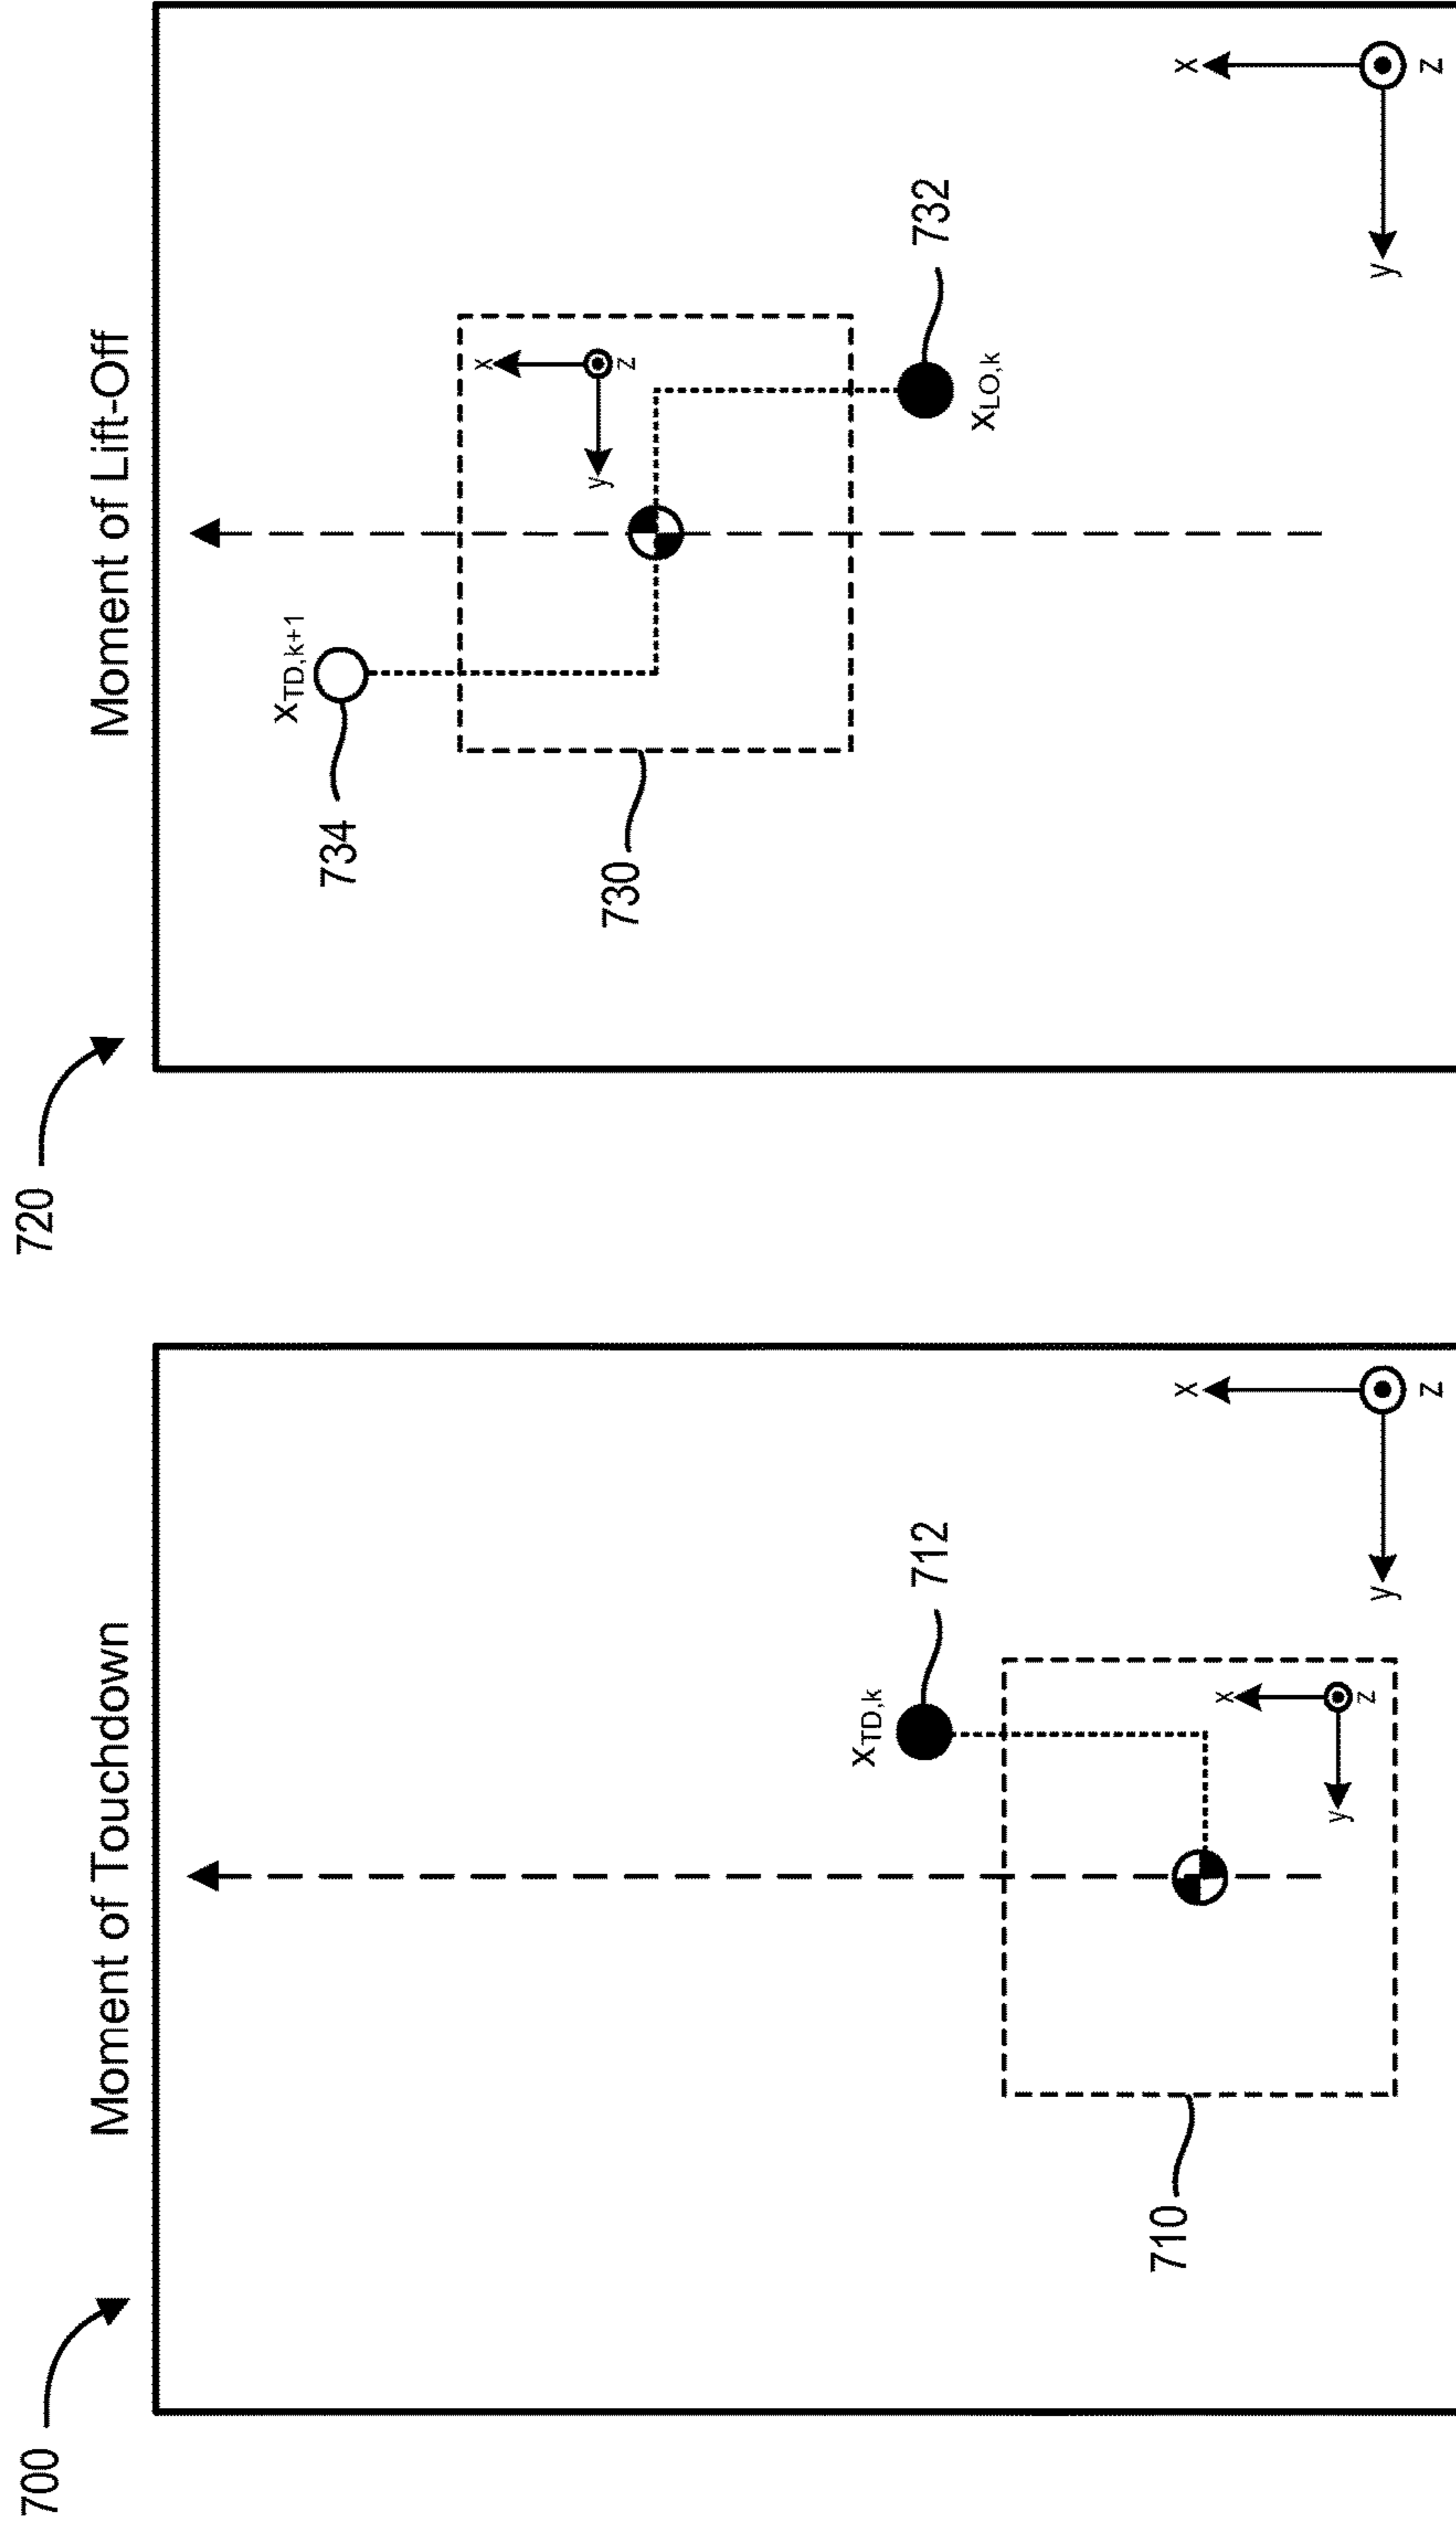 700
Moment of Touchdown
x_TD,k
712
710
x
y
z
x
y
z
720
Moment of Lift-Off
x_TD,k+1
734
x
y
z
730
732
x_LO,k
x
y
z